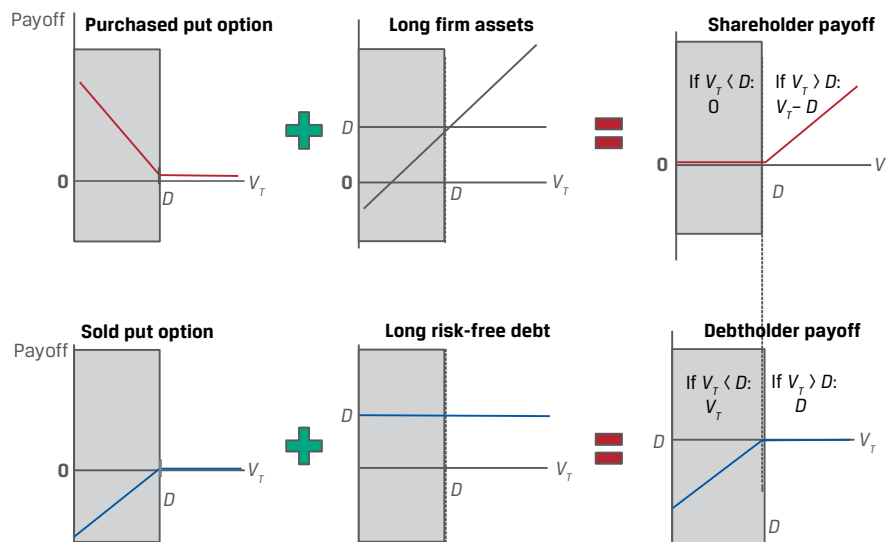 Payoff
Purchased put option
Long firm assets
Shareholder payoff
If V_T < D:
0
If V_T > D:
V_T – D
D
0
D
V_T
0
D
V_T
0
D
V
Sold put option
Long risk-free debt
Debtholder payoff
Payoff
If V_T < D:
V_T
If V_T > D:
D
D
0
D
V_T
D
V_T
D
V_T
D